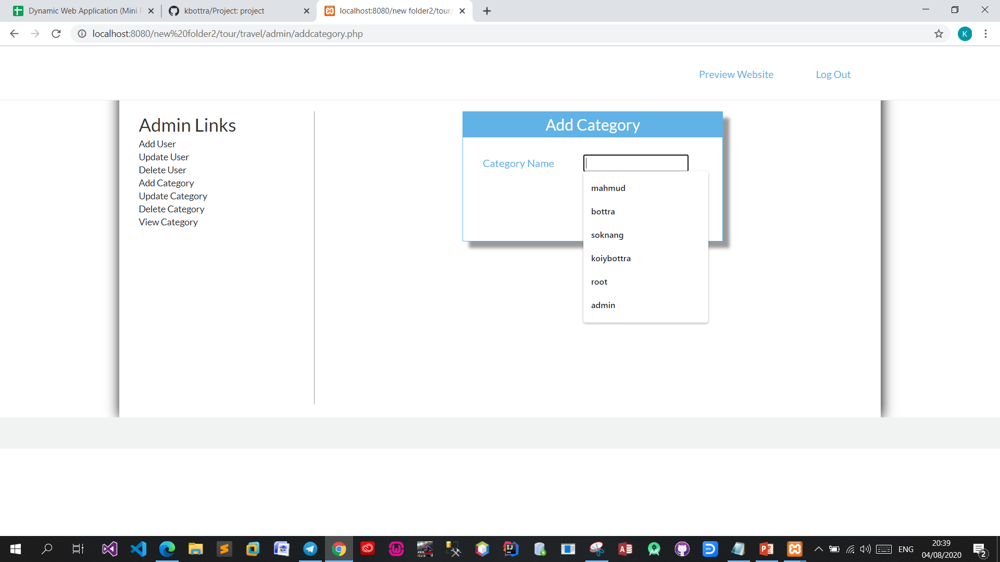 Dynamic Web Application (Mini
kbottra/Project: project
localhost:8080/new folder2/tour/
localhost:8080/new%20folder2/tour/travel/admin/addcategory.php
K
Preview Website
Log Out
Admin Links
Add User
Update User
Delete User
Add Category
Update Category
Delete Category
View Category
Add Category
Category Name
mahmud
bottra
soknang
koiybottra
root
admin
ENG
20:39
04/08/2020
2